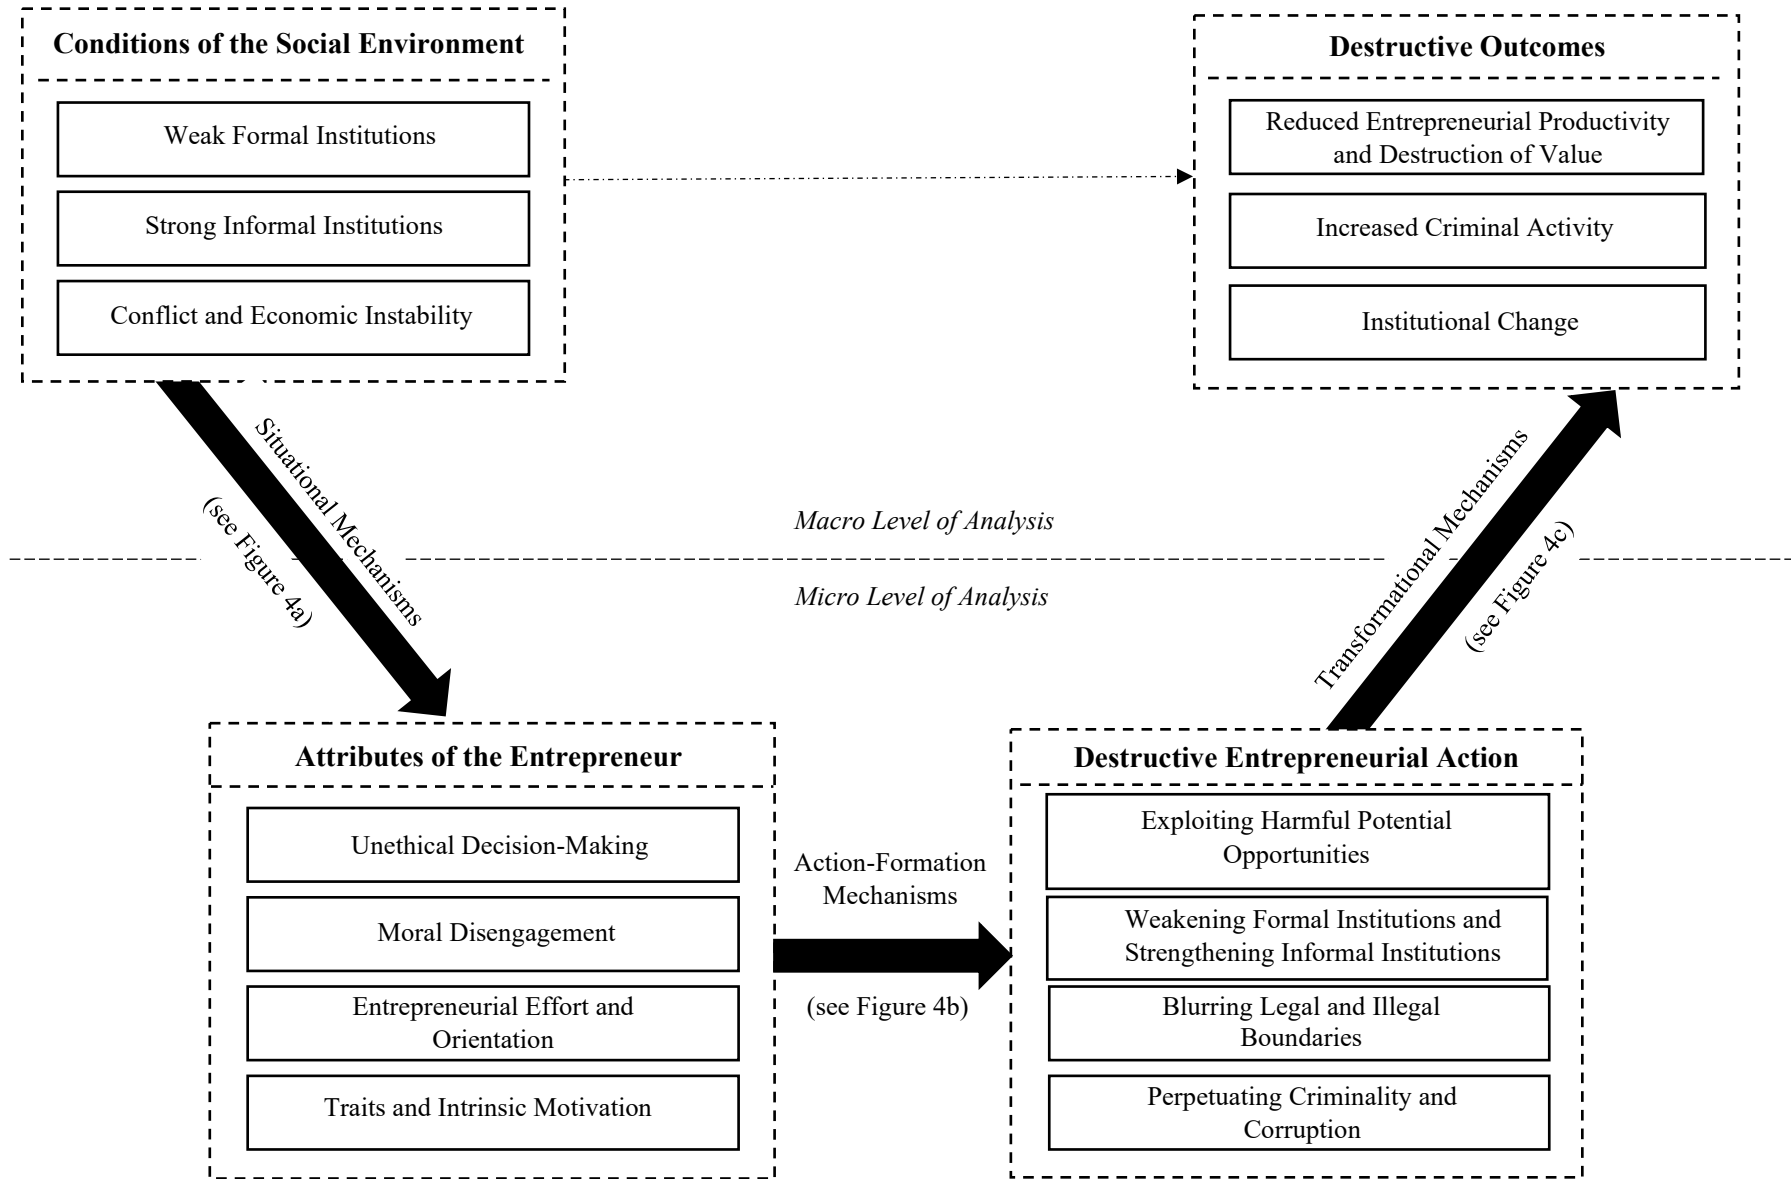 Conditions of the Social Environment
Weak Formal Institutions
Strong Informal Institutions
Conflict and Economic Instability
Destructive Outcomes
Reduced Entrepreneurial Productivity
and Destruction of Value
Increased Criminal Activity
Institutional Change
Situational Mechanisms
(see Figure 4a)
Macro Level of Analysis
Micro Level of Analysis
Transformational Mechanisms
(see Figure 4c)
Attributes of the Entrepreneur
Unethical Decision-Making
Moral Disengagement
Entrepreneurial Effort and
Orientation
Traits and Intrinsic Motivation
Action-Formation
Mechanisms
(see Figure 4b)
Destructive Entrepreneurial Action
Exploiting Harmful Potential
Opportunities
Weakening Formal Institutions and
Strengthening Informal Institutions
Blurring Legal and Illegal
Boundaries
Perpetuating Criminality and
Corruption